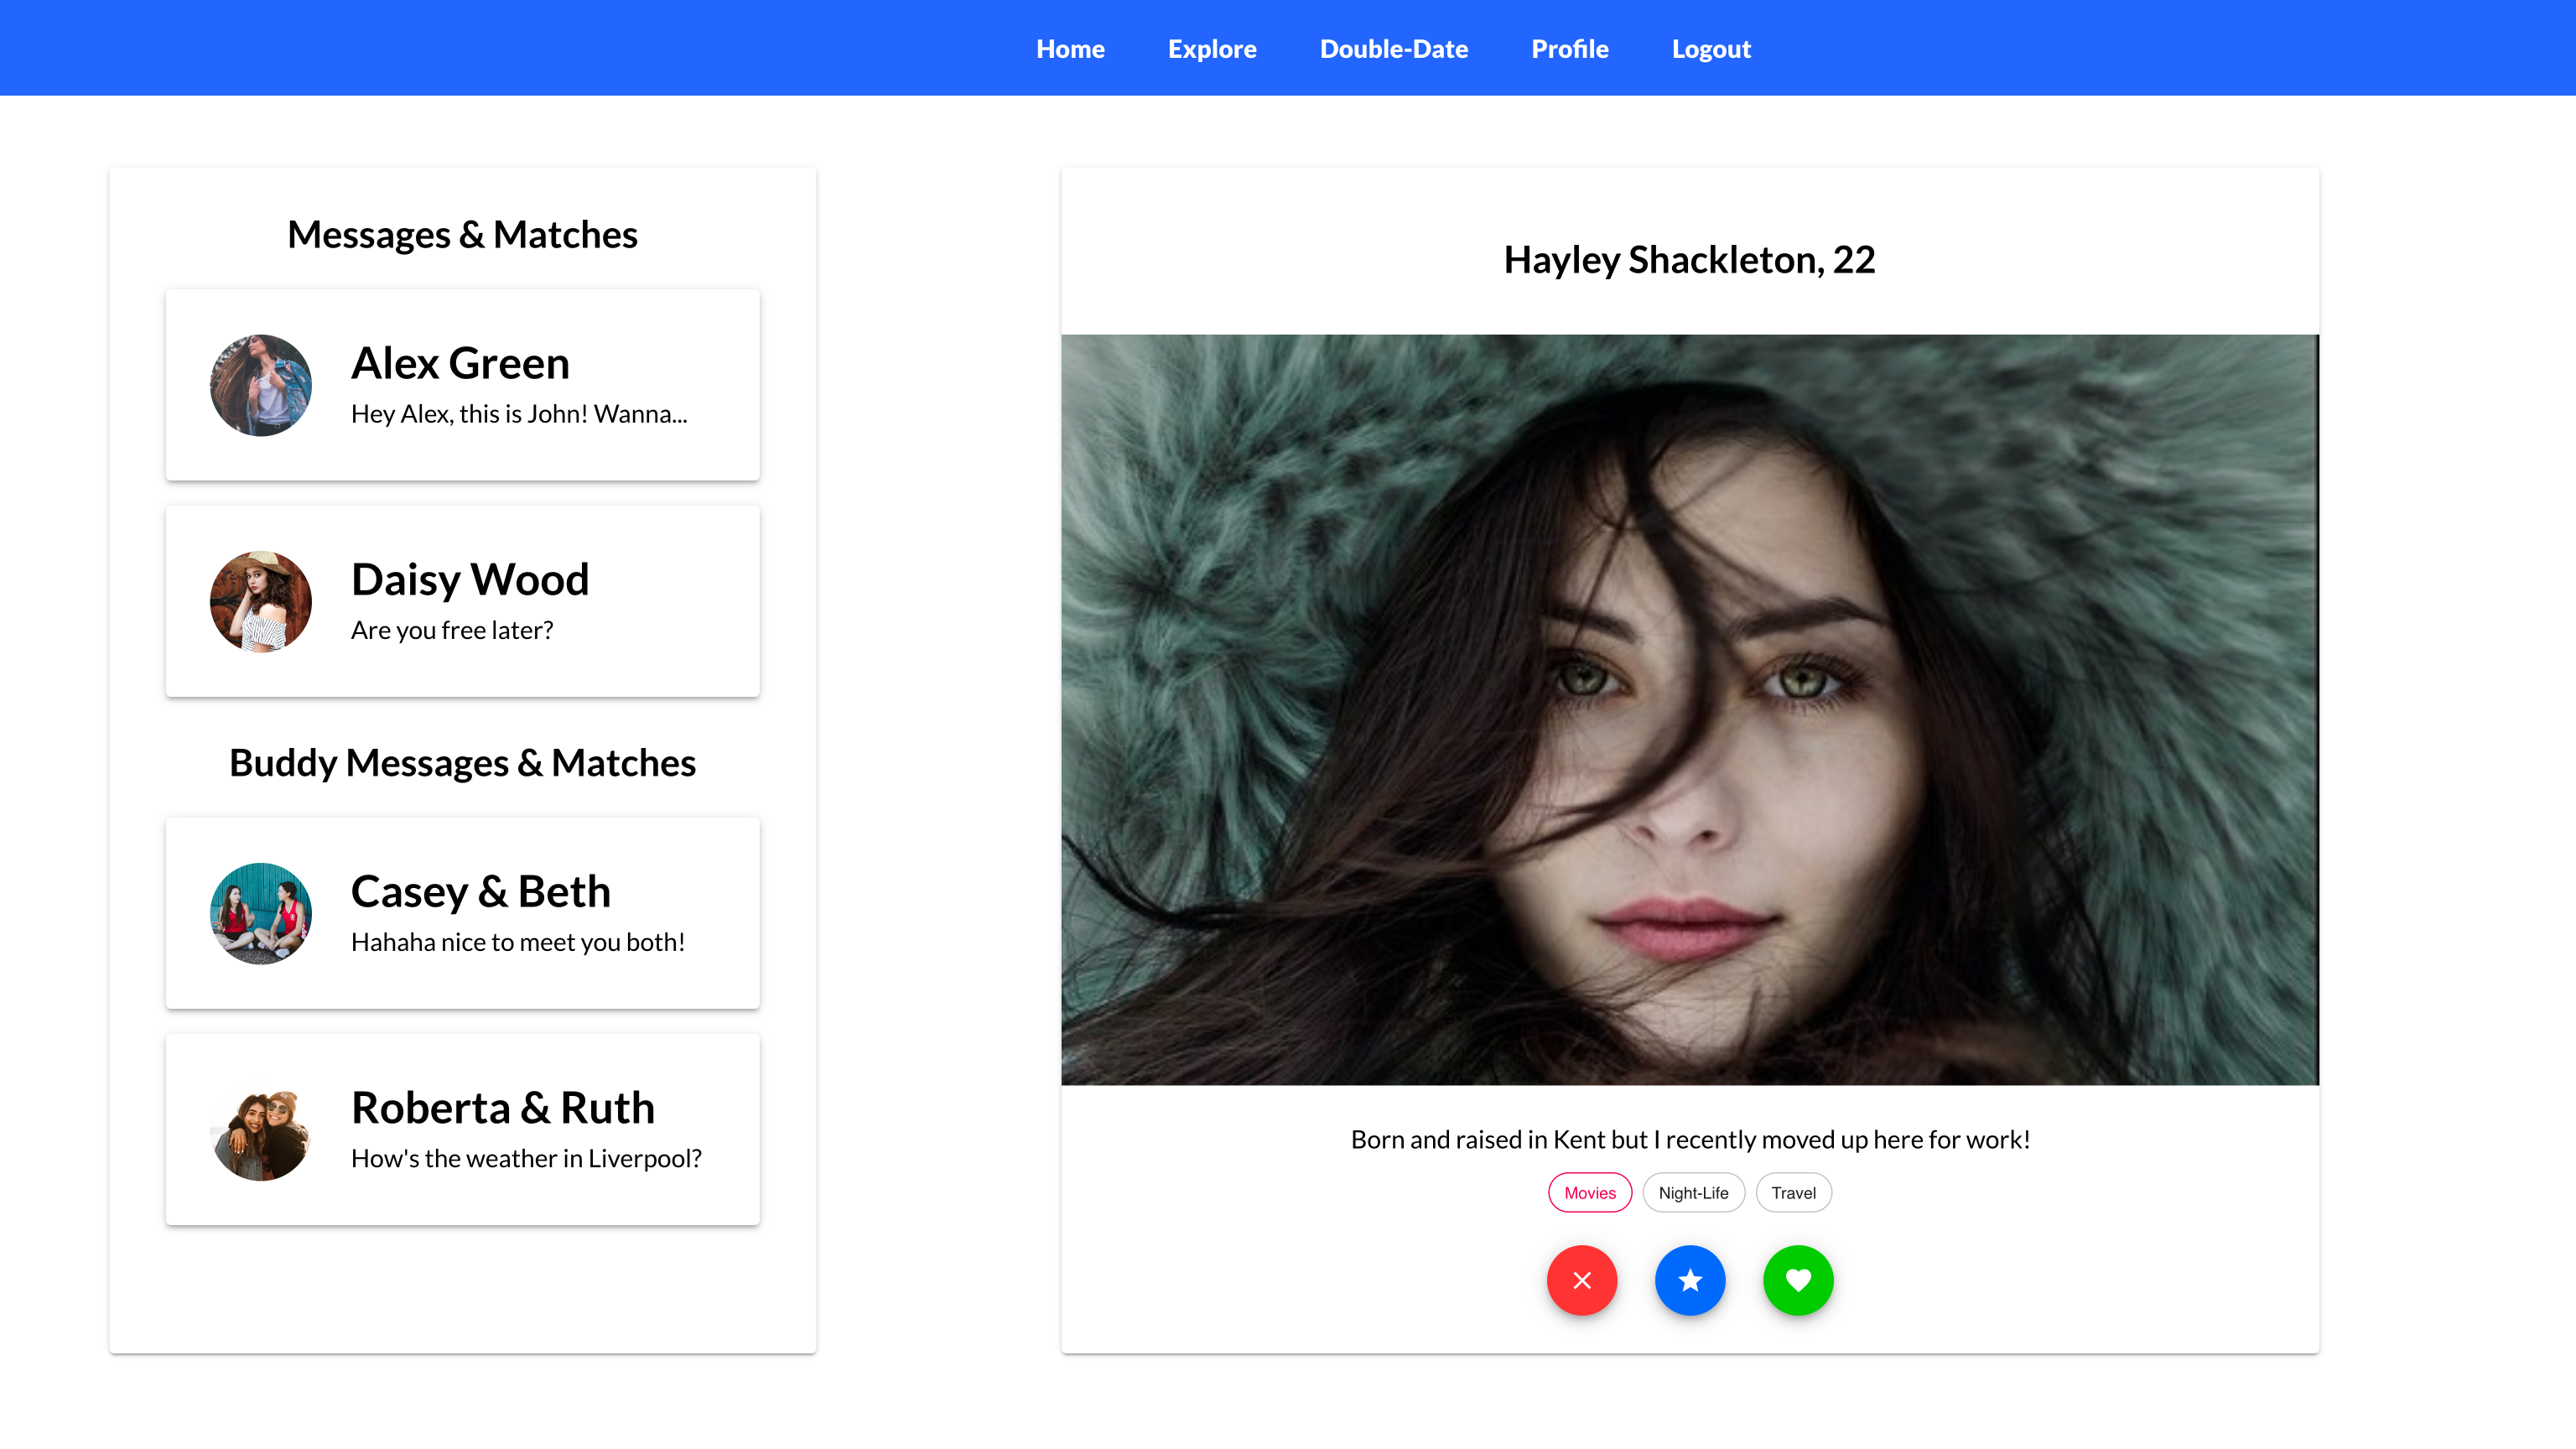 Home Explore Double-Date Profile Logout
Messages & Matches
Alex Green
Hey Alex, this is John! Wanna...
Daisy Wood
Are you free later?
Buddy Messages & Matches
Casey & Beth
Hahaha nice to meet you both!
Roberta & Ruth
How's the weather in Liverpool?
Hayley Shackleton, 22
Born and raised in Kent but I recently moved up here for work!
Movies Night-Life Travel